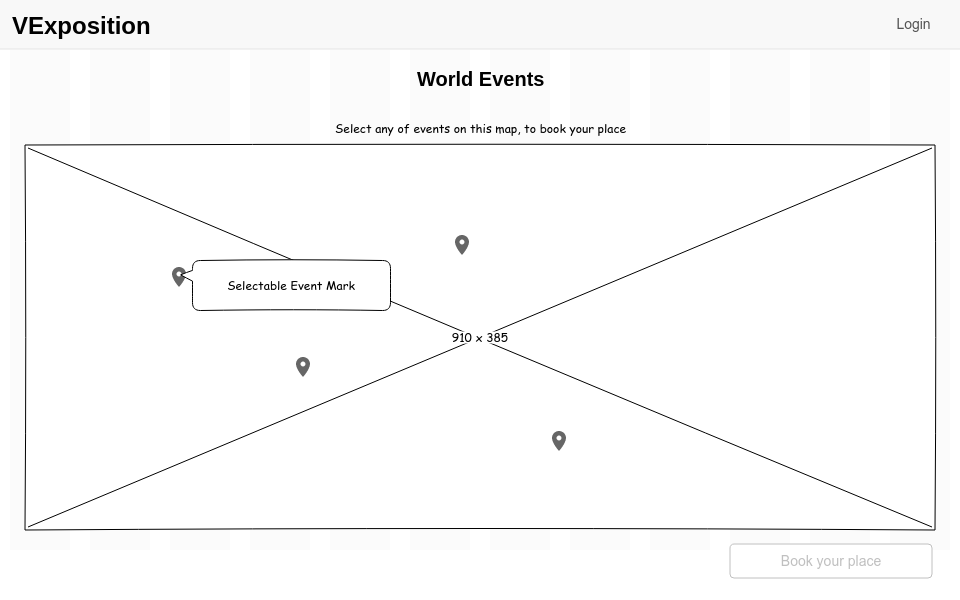 VExposition
Login
World Events
Select any of events on this map, to book your place
Selectable Event Mark
910 x 385
Book your place